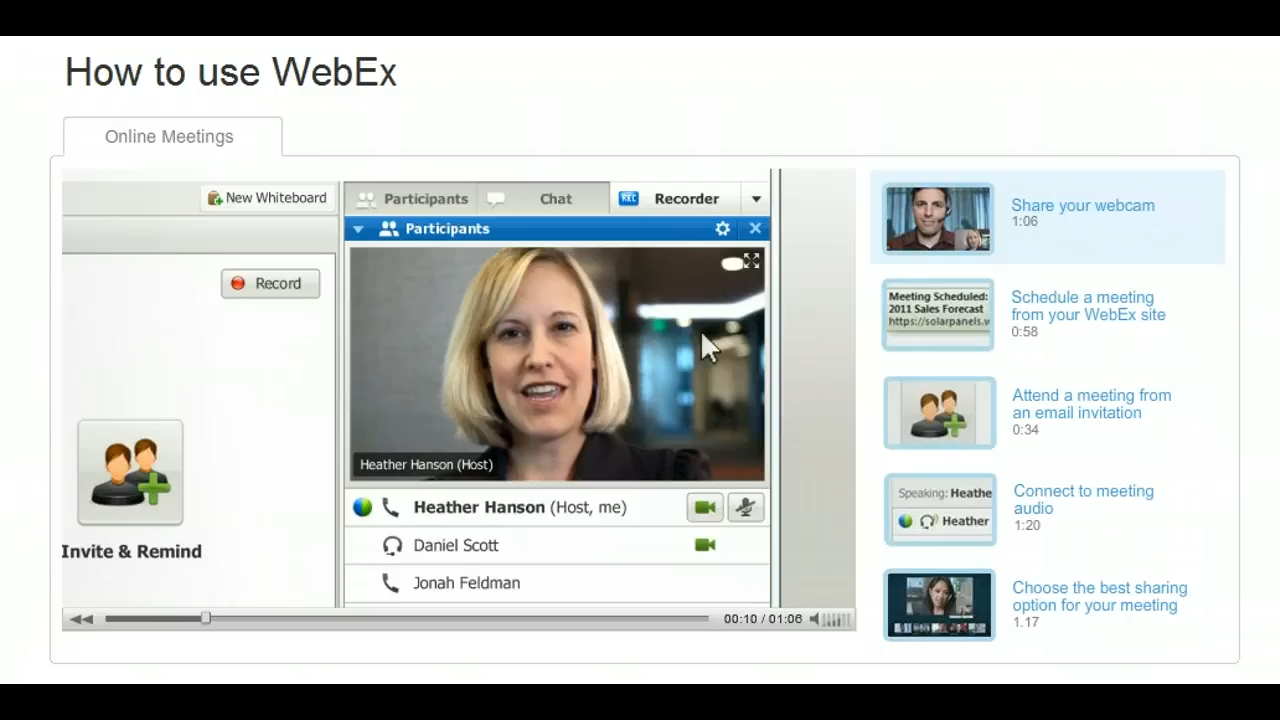 How to use WebEx
Online Meetings
New Whiteboard
Participants
Chat
REC
Recorder
Participants
Record
Heather Hanson (Host)
Heather Hanson (Host, me)
Daniel Scott
Jonah Feldman
Invite & Remind
00:10 / 01:06
Share your webcam
1:06
Meeting Scheduled:
2011 Sales Forecast
https://solarpanels.w
Schedule a meeting
from your WebEx site
0:58
Attend a meeting from
an email invitation
0:34
Speaking: Heathe
Heather
Connect to meeting
audio
1:20
Choose the best sharing
option for your meeting
1.17